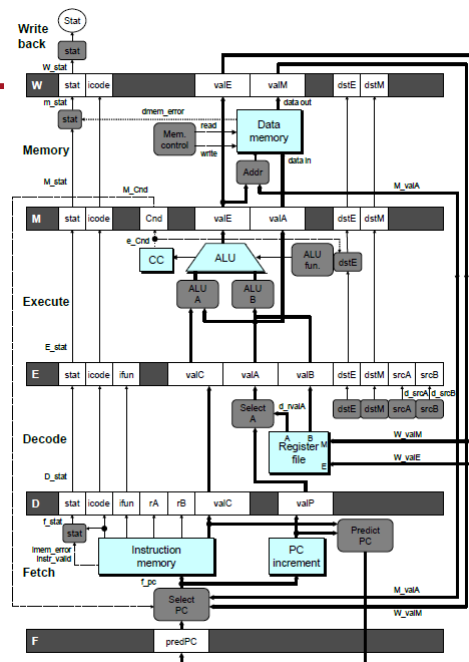 Stat
Write
back
stat
W_stat
W stat icode valE valM dstE dstM
m_stat
data out
dmem_error
stat
read
Mem.
control
write
Data
memory
data in
Memory
Addr
M_stat
M_Cnd
M_valA
M stat icode Cnd valE valA dstE dstM
e_Cnd
CC
ALU
ALU
fun.
dstE
ALU
A
ALU
B
Execute
E_stat
E stat icode ifun valC valA valB dstE dstM srcA srcB
d_srcA d_srcB
Select
A
d_rvalA
dstE dstM srcA srcB
A B
M
Register
file
E
W_valM
W_valE
Decode
D_stat
D stat icode ifun rA rB valC valP
f_stat
stat
Predict
PC
Imem_error
Instr_valid
Instruction
memory
PC
increment
Fetch
f_pc
Select
PC
M_valA
W_valM
F predPC